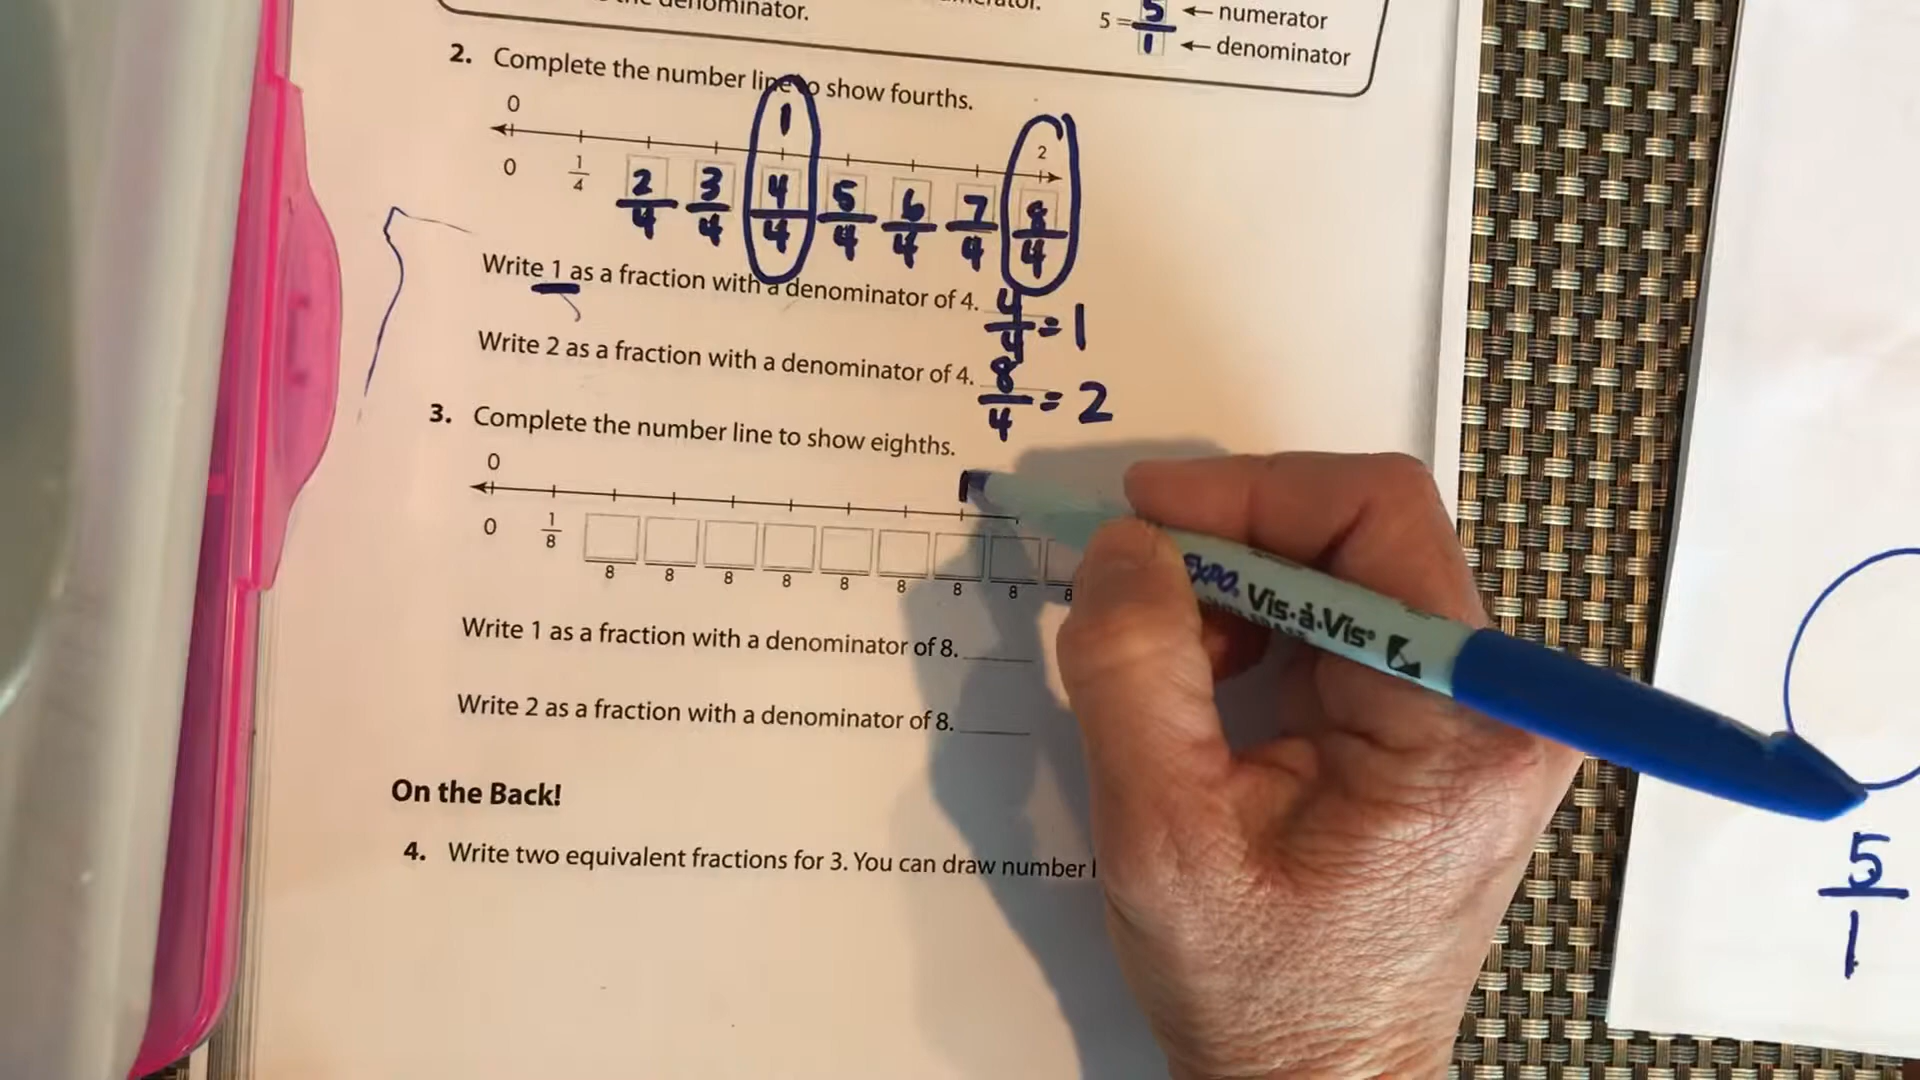 denominator.
5 = 5/1 ← numerator
← denominator
2. Complete the number line to show fourths.
0 1 2
0 1/4 2/4 3/4 4/4 5/4 6/4 7/4 8/4
Write 1 as a fraction with a denominator of 4. 4/4 = 1
Write 2 as a fraction with a denominator of 4. 8/4 = 2
3. Complete the number line to show eighths.
0 1
0 1/8
8 8 8 8 8 8 8 8 8
Write 1 as a fraction with a denominator of 8.
Write 2 as a fraction with a denominator of 8.
On the Back!
4. Write two equivalent fractions for 3. You can draw number
EXPO. Vis-à-Vis
5/1